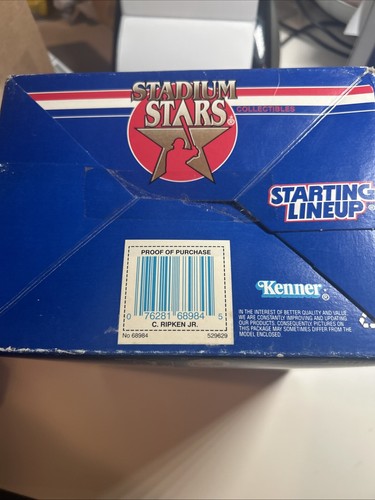 STADIUM
STARS®
COLLECTIBLES
STARTING
LINEUP®
PROOF OF PURCHASE
0 76281 68984 5
C. RIPKEN JR.
No 68984 529629
Kenner®
IN THE INTEREST OF BETTER QUALITY AND VALUE
WE ARE CONSTANTLY IMPROVING AND UPDATING
OUR PRODUCTS. CONSEQUENTLY PICTURES ON
THIS PACKAGE MAY SOMETIMES DIFFER FROM THE
MODEL ENCLOSED.